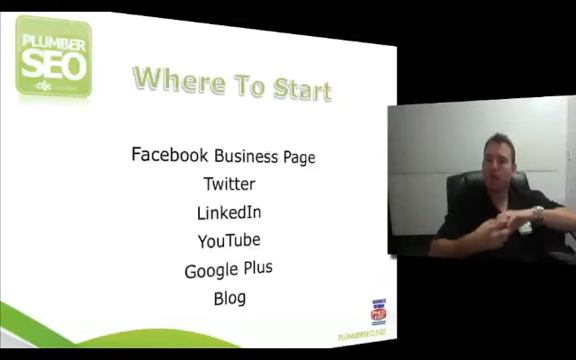 PLUMBER
SEO
Where To Start
Facebook Business Page
Twitter
LinkedIn
YouTube
Google Plus
Blog
PLUMBERSEO.NET